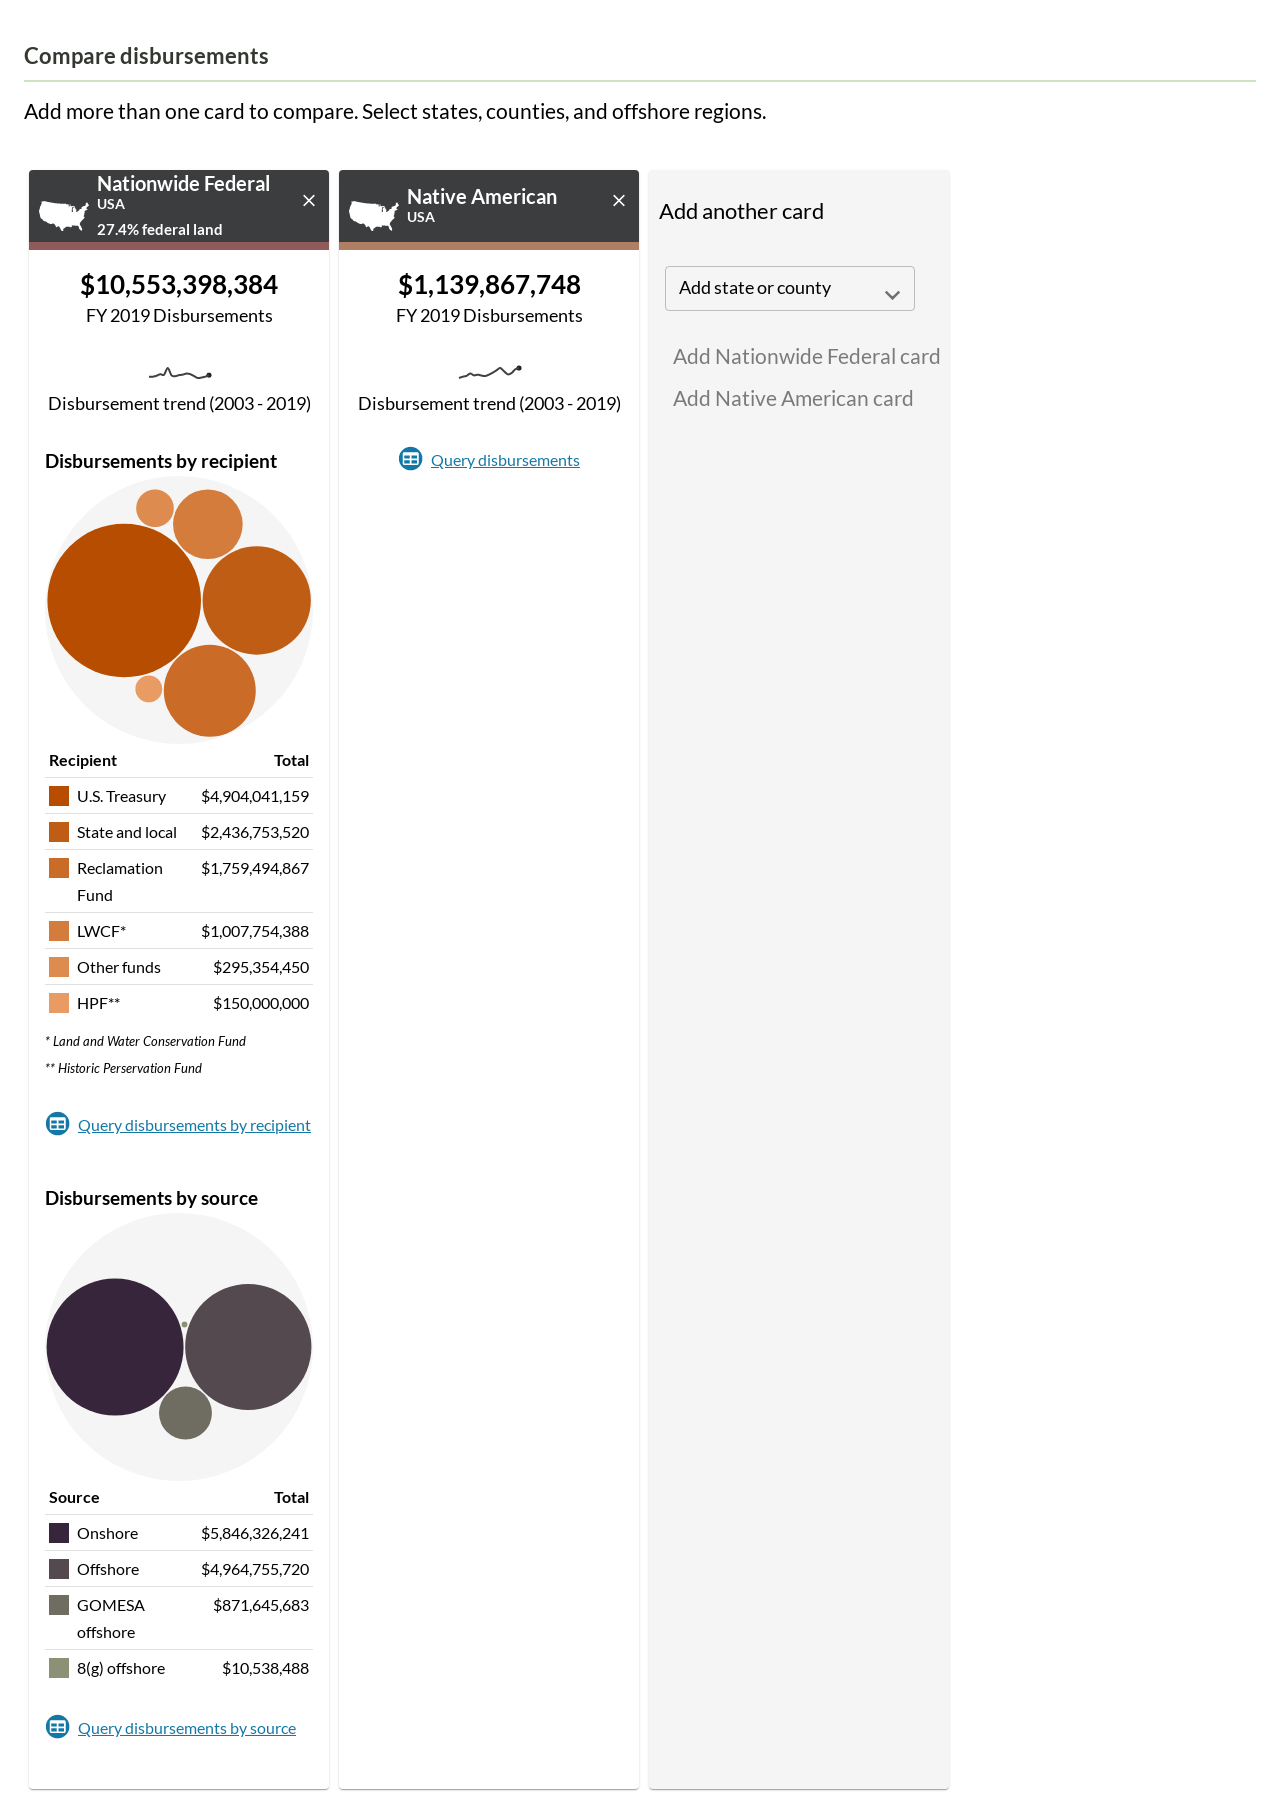 Compare disbursements
Add more than one card to compare. Select states, counties, and offshore regions.
Nationwide Federal
USA
27.4% federal land
$10,553,398,384
FY 2019 Disbursements
Disbursement trend (2003 - 2019)
Disbursements by recipient
Recipient Total
U.S. Treasury $4,904,041,159
State and local $2,436,753,520
Reclamation $1,759,494,867
Fund
LWCF* $1,007,754,388
Other funds $295,354,450
HPF** $150,000,000
* Land and Water Conservation Fund
** Historic Perservation Fund
Query disbursements by recipient
Disbursements by source
Source Total
Onshore $5,846,326,241
Offshore $4,964,755,720
GOMESA $871,645,683
offshore
8(g) offshore $10,538,488
Query disbursements by source
Native American
USA
$1,139,867,748
FY 2019 Disbursements
Disbursement trend (2003 - 2019)
Query disbursements
Add another card
Add state or county
Add Nationwide Federal card
Add Native American card